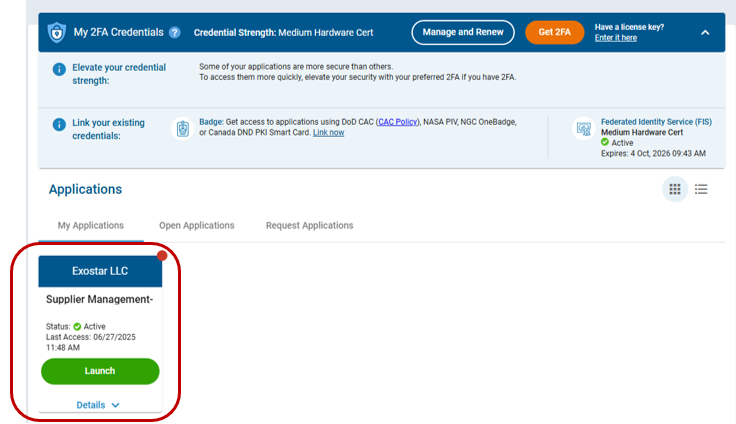 My 2FA Credentials ? Credential Strength: Medium Hardware Cert Manage and Renew Get 2FA Have a license key?
Enter it here
Elevate your credential strength:
Some of your applications are more secure than others.
To access them more quickly, elevate your security with your preferred 2FA if you have 2FA.
Link your existing credentials:
Badge: Get access to applications using DoD CAC (CAC Policy), NASA PIV, NGC OneBadge,
or Canada DND PKI Smart Card. Link now
Federated Identity Service (FIS)
Medium Hardware Cert
Active
Expires: 4 Oct, 2026 09:43 AM
Applications
My Applications Open Applications Request Applications
Exostar LLC
Supplier Management-
Status: Active
Last Access: 06/27/2025
11:48 AM
Launch
Details